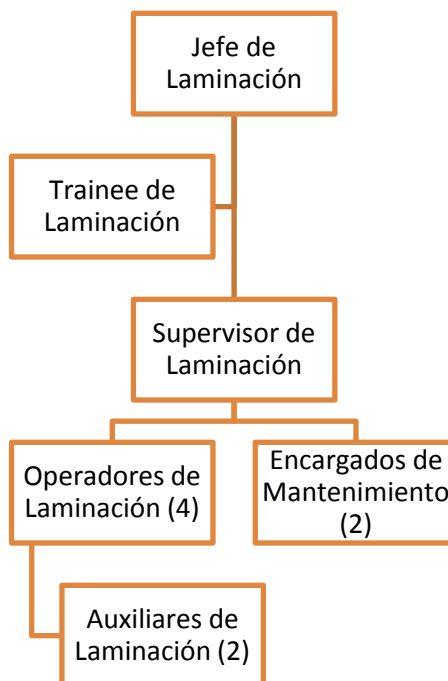 Jefe de
Laminación
Trainee de
Laminación
Supervisor de
Laminación
Operadores de
Laminación (4)
Encargados de
Mantenimiento
(2)
Auxiliares de
Laminación (2)